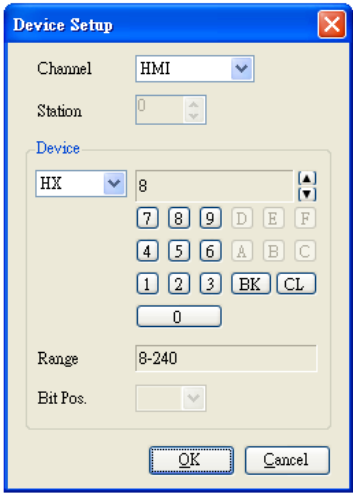 Device Setup
Channel HMI
Station 0
Device
HX 8
7 8 9 D E F
4 5 6 A B C
1 2 3 BK CL
0
Range 8-240
Bit Pos.
OK Cancel